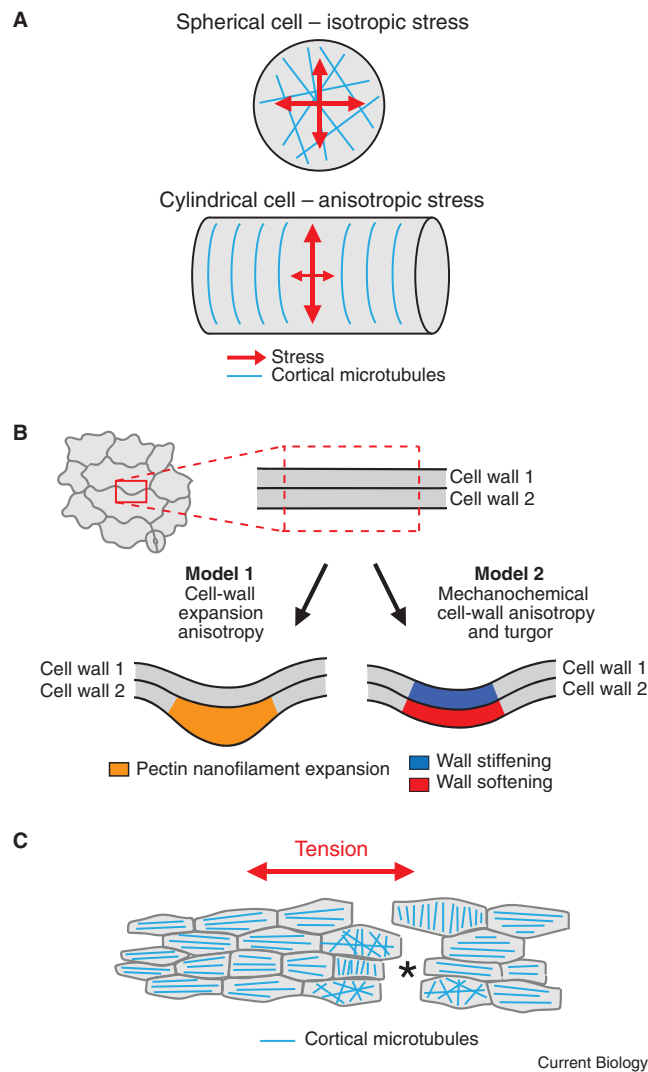 A
Spherical cell – isotropic stress
Cylindrical cell – anisotropic stress
Stress
Cortical microtubules
B
Cell wall 1
Cell wall 2
Model 1
Cell-wall
expansion
anisotropy
Model 2
Mechanochemical
cell-wall anisotropy
and turgor
Cell wall 1
Cell wall 2
Cell wall 1
Cell wall 2
Pectin nanofilament expansion
Wall stiffening
Wall softening
C
Tension
*
Cortical microtubules
Current Biology